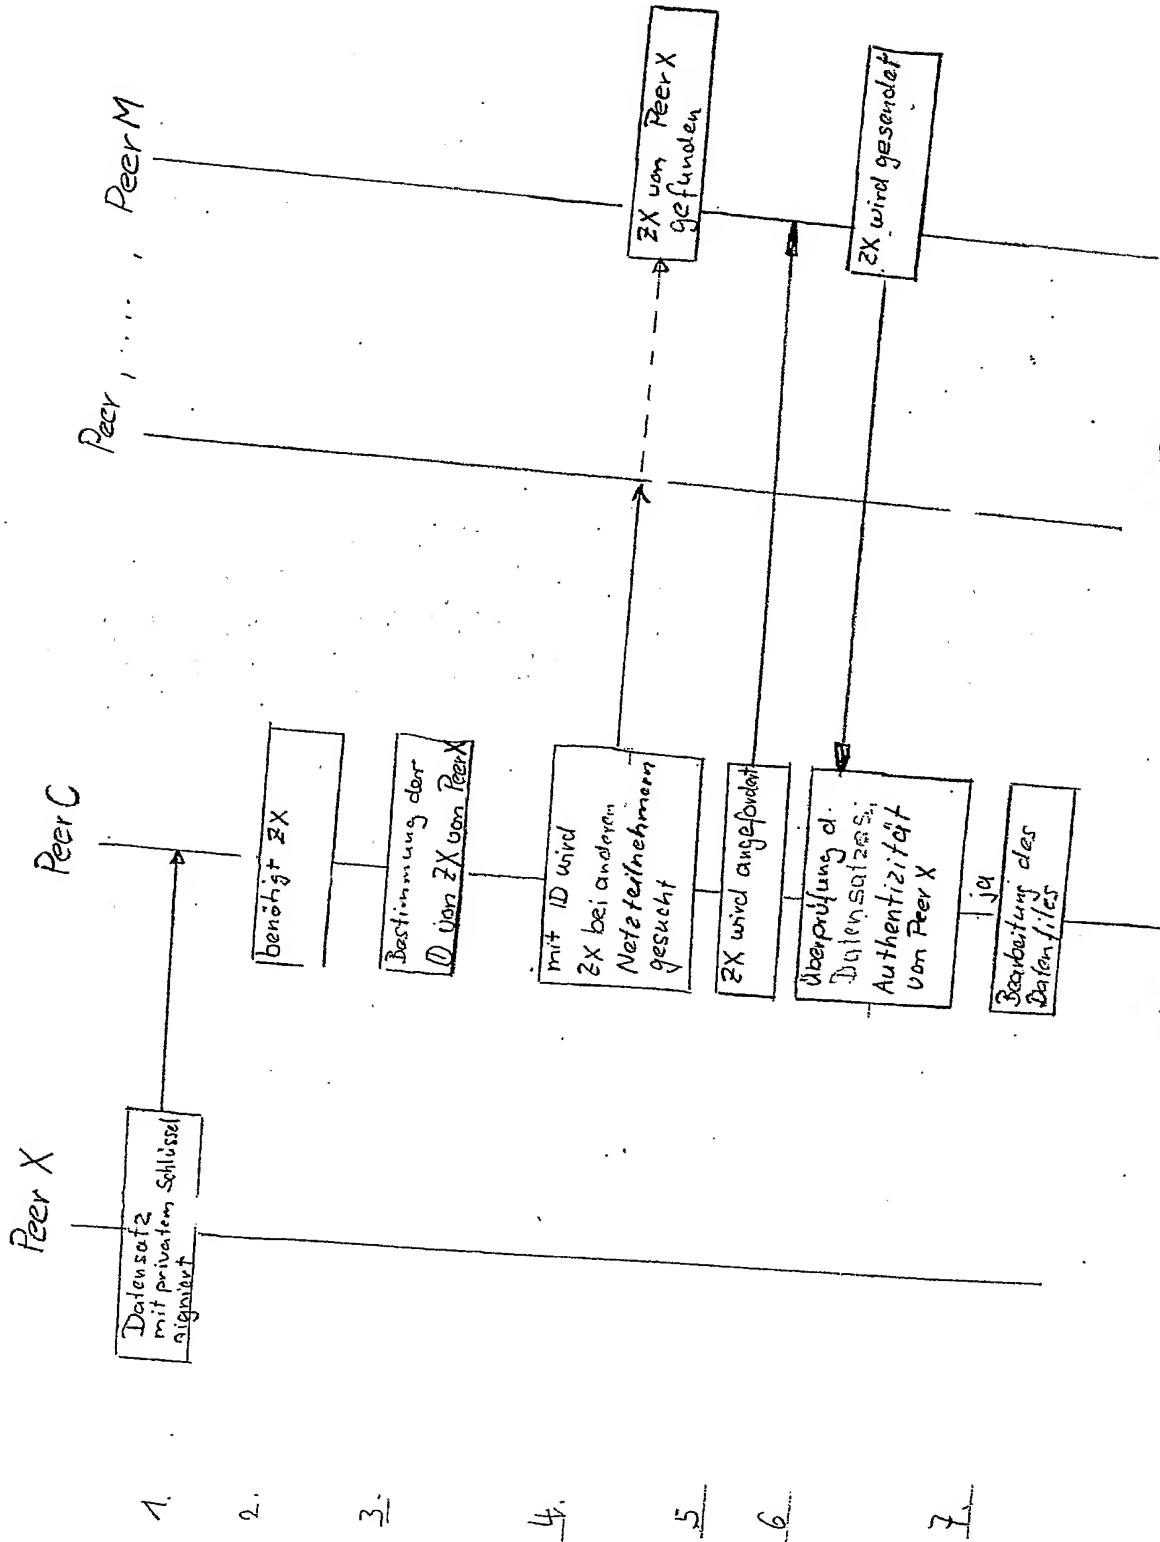 Peer X
Peer C
Peer , ..... , Peer M
1.
Datensatz
mit privatem Schlüssel
signiert
2.
benötigt ZX
3.
Bestimmung der
ID von ZX von Peer X
4.
mit ID wird
ZX bei anderen
Netzteilnehmern
gesucht
ZX von Peer X
gefunden
5
ZX wird angefordert
6
Überprüfung d.
Datensatzes;
Authentizität
von Peer X
ZX wird gesendet
ja
7.
Bearbeitung des
Datenfiles